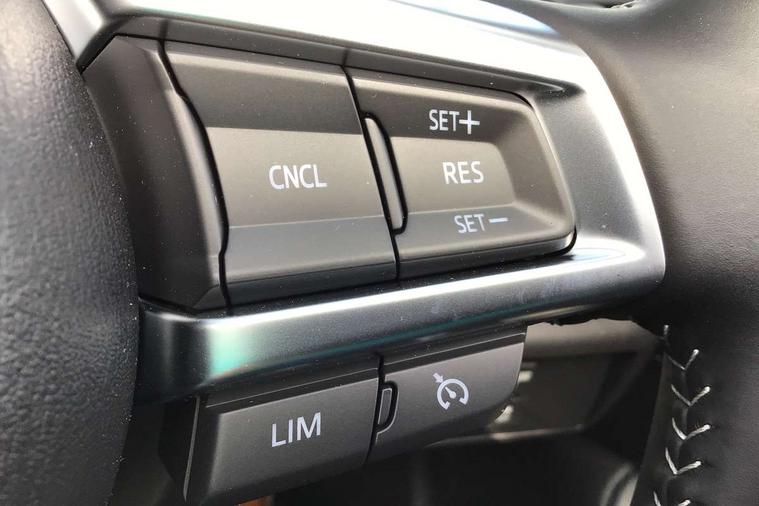 SET+
CNCL
RES
SET-
LIM